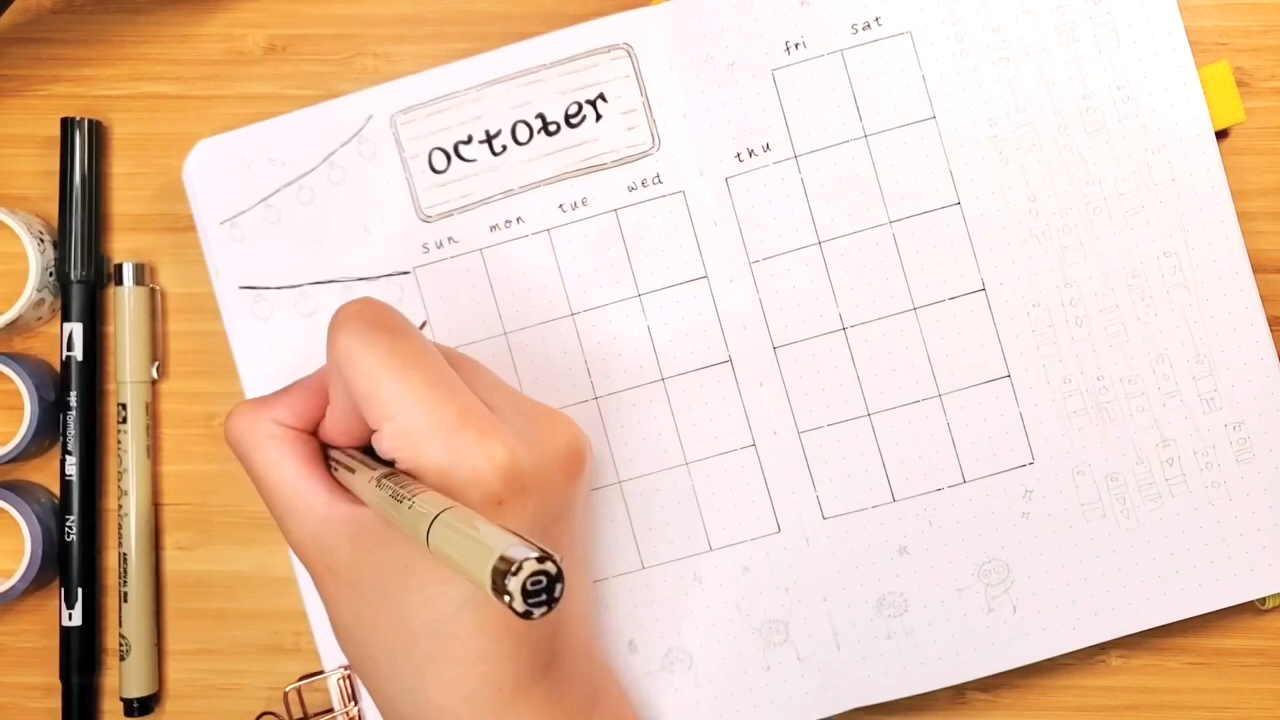 october
sun mon tue wed
thu fri sat
Tombow ABT
N25
01